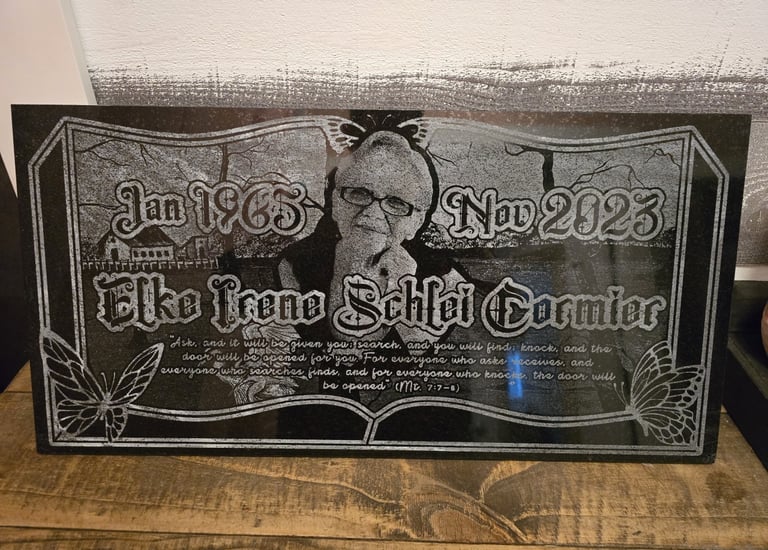 Jan 1965
Nov 2023
Elke Irene Schlei Cormier
"Ask, and it will be given you; search, and you will find; knock, and the
door will be opened for you. For everyone who asks receives, and
everyone who searches finds, and for everyone who knocks, the door will
be opened" (Mt. 7:7-8)